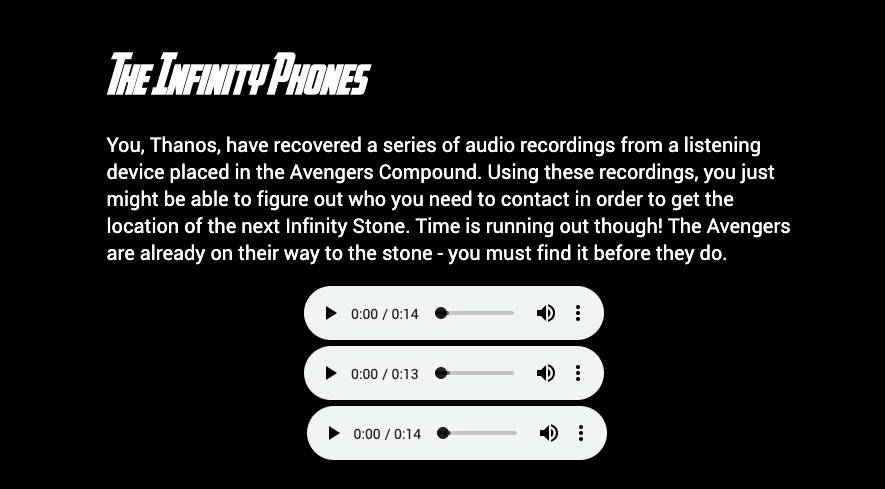 The Infinity Phones
You, Thanos, have recovered a series of audio recordings from a listening
device placed in the Avengers Compound. Using these recordings, you just
might be able to figure out who you need to contact in order to get the
location of the next Infinity Stone. Time is running out though! The Avengers
are already on their way to the stone - you must find it before they do.
0:00 / 0:14
0:00 / 0:13
0:00 / 0:14